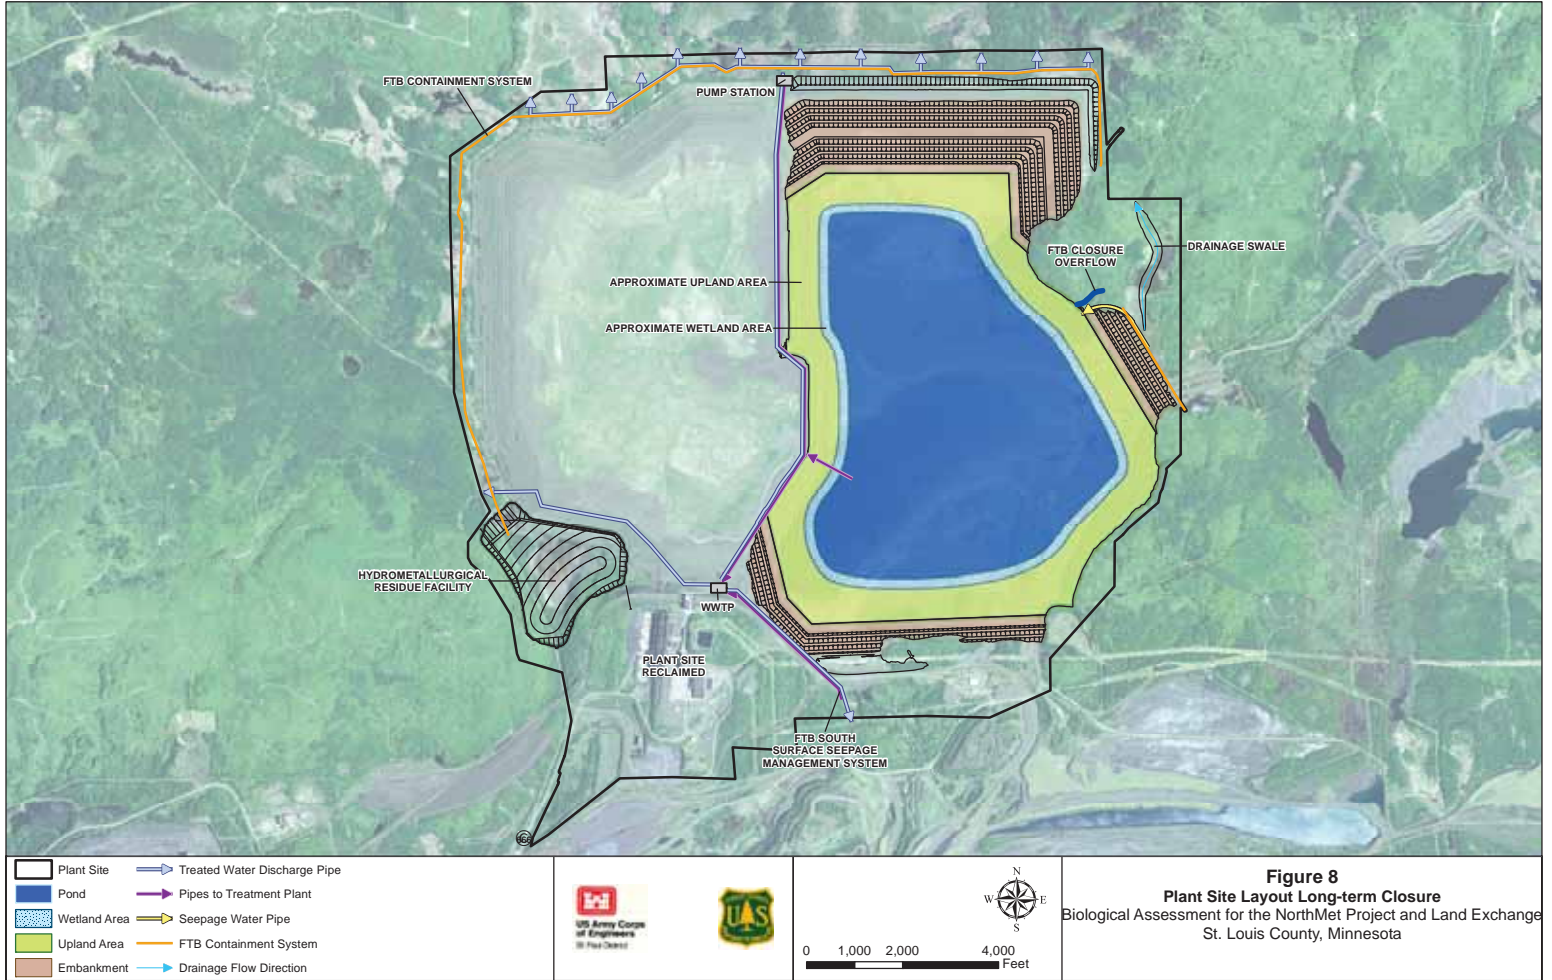 FTB CONTAINMENT SYSTEM
PUMP STATION
DRAINAGE SWALE
FTB CLOSURE
OVERFLOW
APPROXIMATE UPLAND AREA
APPROXIMATE WETLAND AREA
HYDROMETALLURGICAL
RESIDUE FACILITY
WWTP
PLANT SITE
RECLAIMED
FTB SOUTH
SURFACE SEEPAGE
MANAGEMENT SYSTEM
Plant Site
Pond
Wetland Area
Upland Area
Embankment
Treated Water Discharge Pipe
Pipes to Treatment Plant
Seepage Water Pipe
FTB Containment System
Drainage Flow Direction
US Army Corps
of Engineers
St. Paul District
UAS
N
W E
S
0 1,000 2,000 4,000
Feet
Figure 8
Plant Site Layout Long-term Closure
Biological Assessment for the NorthMet Project and Land Exchange
St. Louis County, Minnesota